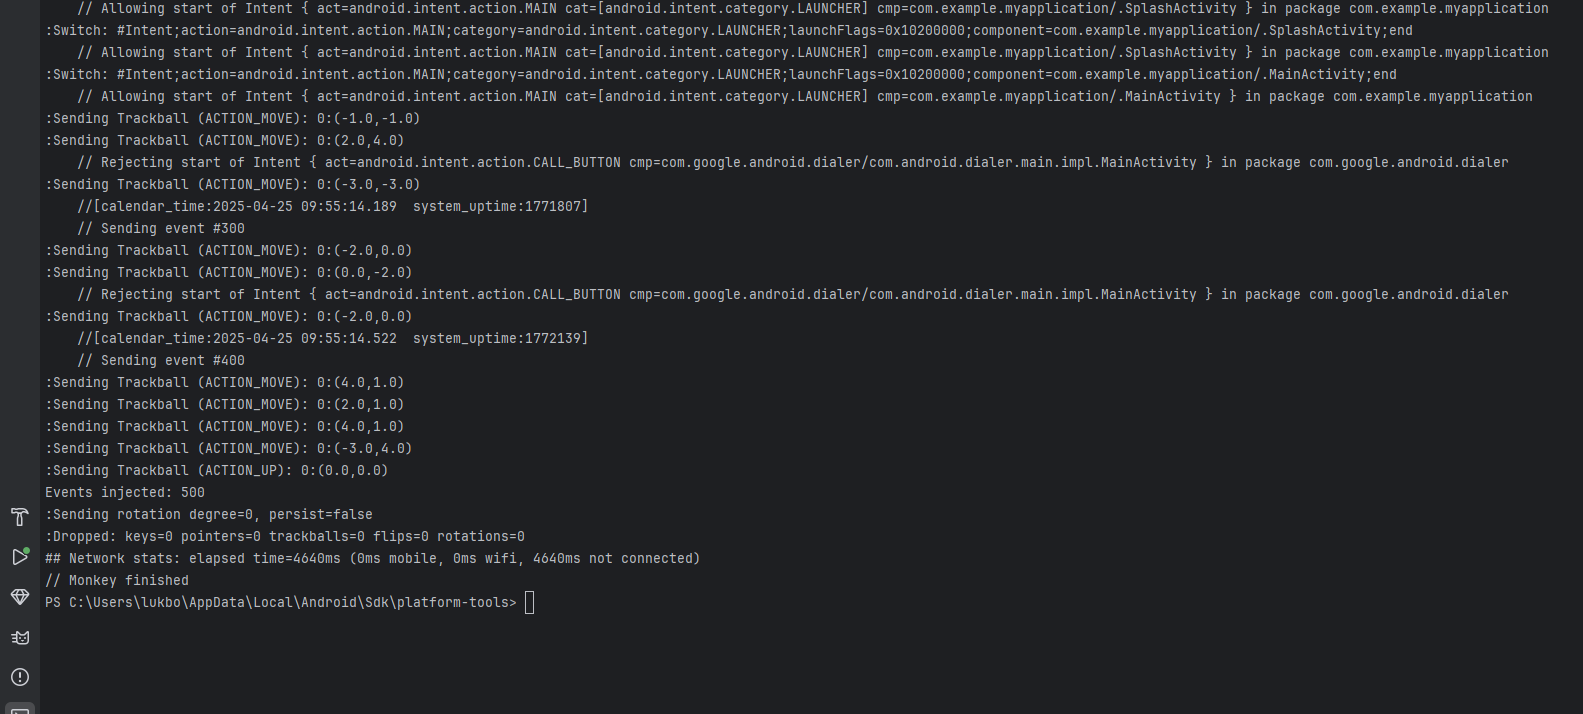 // Allowing start of Intent { act=android.intent.action.MAIN cat=[android.intent.category.LAUNCHER] cmp=com.example.myapplication/.SplashActivity } in package com.example.myapplication
:Switch: #Intent;action=android.intent.action.MAIN;category=android.intent.category.LAUNCHER;launchFlags=0x10200000;component=com.example.myapplication/.SplashActivity;end
// Allowing start of Intent { act=android.intent.action.MAIN cat=[android.intent.category.LAUNCHER] cmp=com.example.myapplication/.SplashActivity } in package com.example.myapplication
:Switch: #Intent;action=android.intent.action.MAIN;category=android.intent.category.LAUNCHER;launchFlags=0x10200000;component=com.example.myapplication/.MainActivity;end
// Allowing start of Intent { act=android.intent.action.MAIN cat=[android.intent.category.LAUNCHER] cmp=com.example.myapplication/.MainActivity } in package com.example.myapplication
:Sending Trackball (ACTION_MOVE): 0:(-1.0,-1.0)
:Sending Trackball (ACTION_MOVE): 0:(2.0,4.0)
// Rejecting start of Intent { act=android.intent.action.CALL_BUTTON cmp=com.google.android.dialer/com.android.dialer.main.impl.MainActivity } in package com.google.android.dialer
:Sending Trackball (ACTION_MOVE): 0:(-3.0,-3.0)
//[calendar_time:2025-04-25 09:55:14.189  system_uptime:1771807]
// Sending event #300
:Sending Trackball (ACTION_MOVE): 0:(-2.0,0.0)
:Sending Trackball (ACTION_MOVE): 0:(0.0,-2.0)
// Rejecting start of Intent { act=android.intent.action.CALL_BUTTON cmp=com.google.android.dialer/com.android.dialer.main.impl.MainActivity } in package com.google.android.dialer
:Sending Trackball (ACTION_MOVE): 0:(-2.0,0.0)
//[calendar_time:2025-04-25 09:55:14.522  system_uptime:1772139]
// Sending event #400
:Sending Trackball (ACTION_MOVE): 0:(4.0,1.0)
:Sending Trackball (ACTION_MOVE): 0:(2.0,1.0)
:Sending Trackball (ACTION_MOVE): 0:(4.0,1.0)
:Sending Trackball (ACTION_MOVE): 0:(-3.0,4.0)
:Sending Trackball (ACTION_UP): 0:(0.0,0.0)
Events injected: 500
:Sending rotation degree=0, persist=false
:Dropped: keys=0 pointers=0 trackballs=0 flips=0 rotations=0
## Network stats: elapsed time=4640ms (0ms mobile, 0ms wifi, 4640ms not connected)
// Monkey finished
PS C:\Users\lukbo\AppData\Local\Android\Sdk\platform-tools>